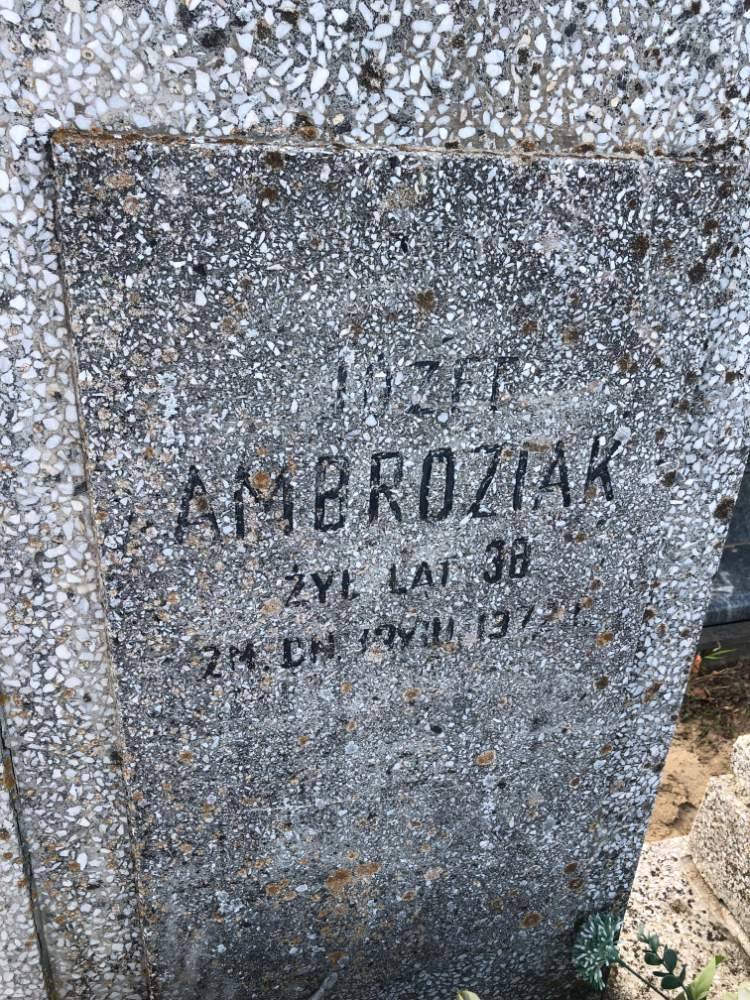 JÓZEF
AMBROZIAK
ŻYŁ LAT 38
ZM. DN.